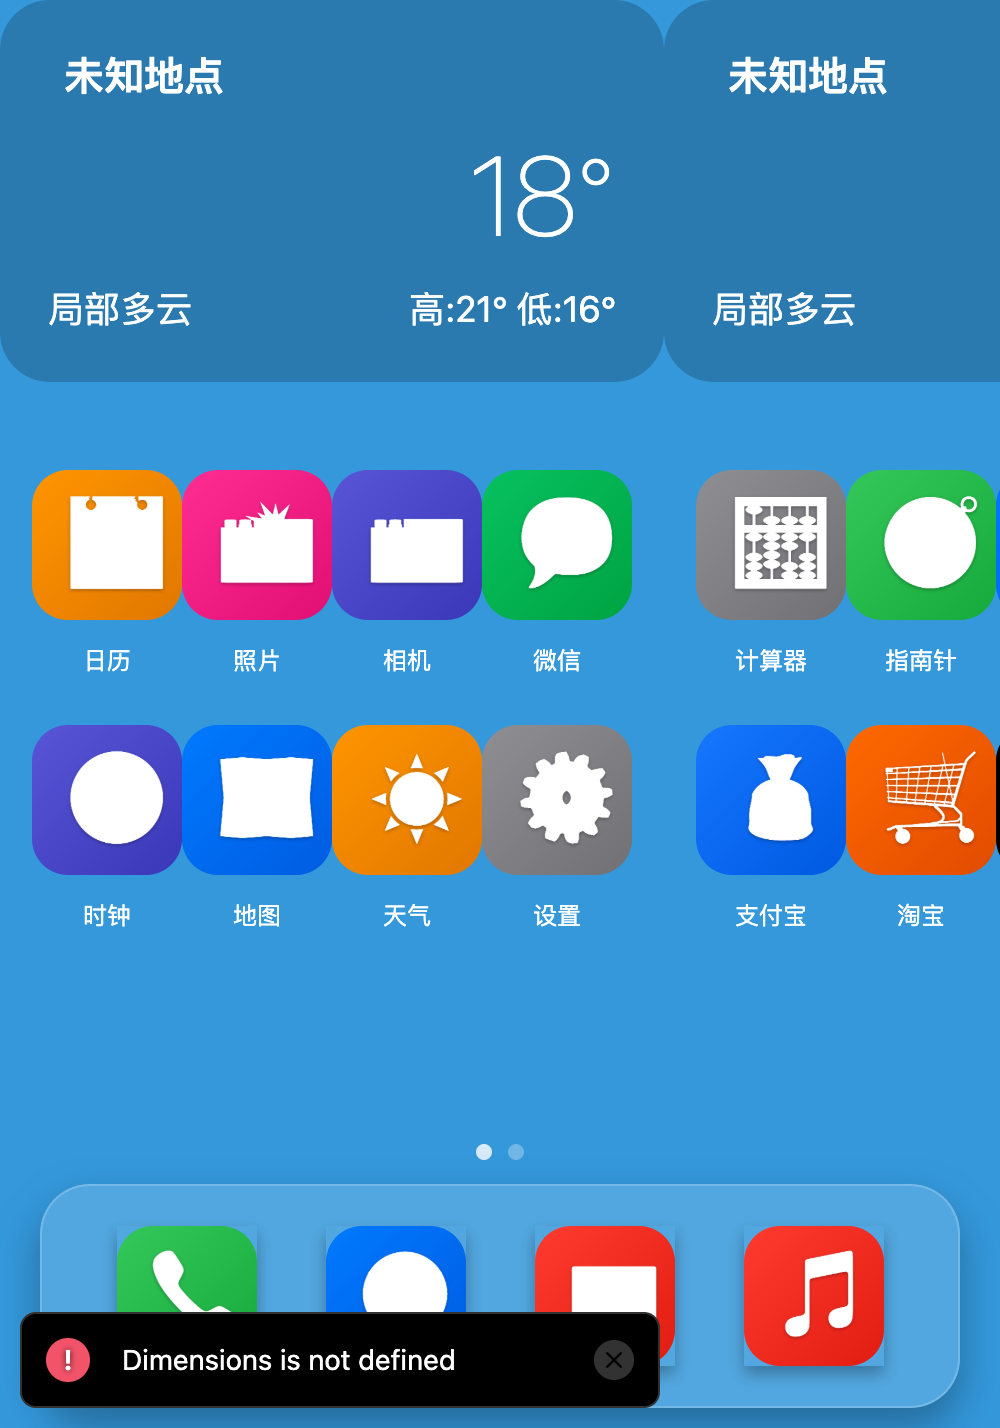 未知地点
未知地点
18°
局部多云
高:21° 低:16°
局部多云
日历
照片
相机
微信
计算器
指南针
时钟
地图
天气
设置
支付宝
淘宝
Dimensions is not defined